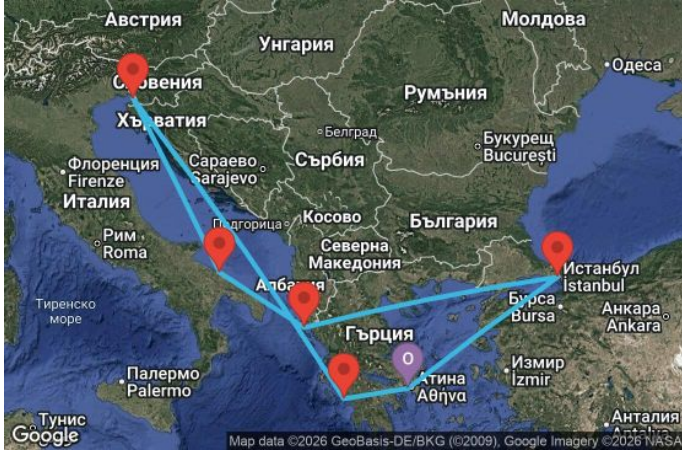 Австрия
Молдова
Унгария
Словения
Одеса
Румъния
Хърватия
Белград
Букурещ
București
Флоренция
Firenze
Сараево
Sarajevo
Сърбия
Италия
Подгорица
Косово
България
Рим
Roma
Северна
Македония
Истанбул
İstanbul
Албания
Бурса
Bursa
Анкара
Ankara
Тиренско
море
Гърция
Палермо
Palermo
O
Атина
Αθήνα
Измир
İzmir
Тунис
Анталия
Antalya
Google
Map data ©2026 GeoBasis-DE/BKG (©2009), Google Imagery ©2026 NASA